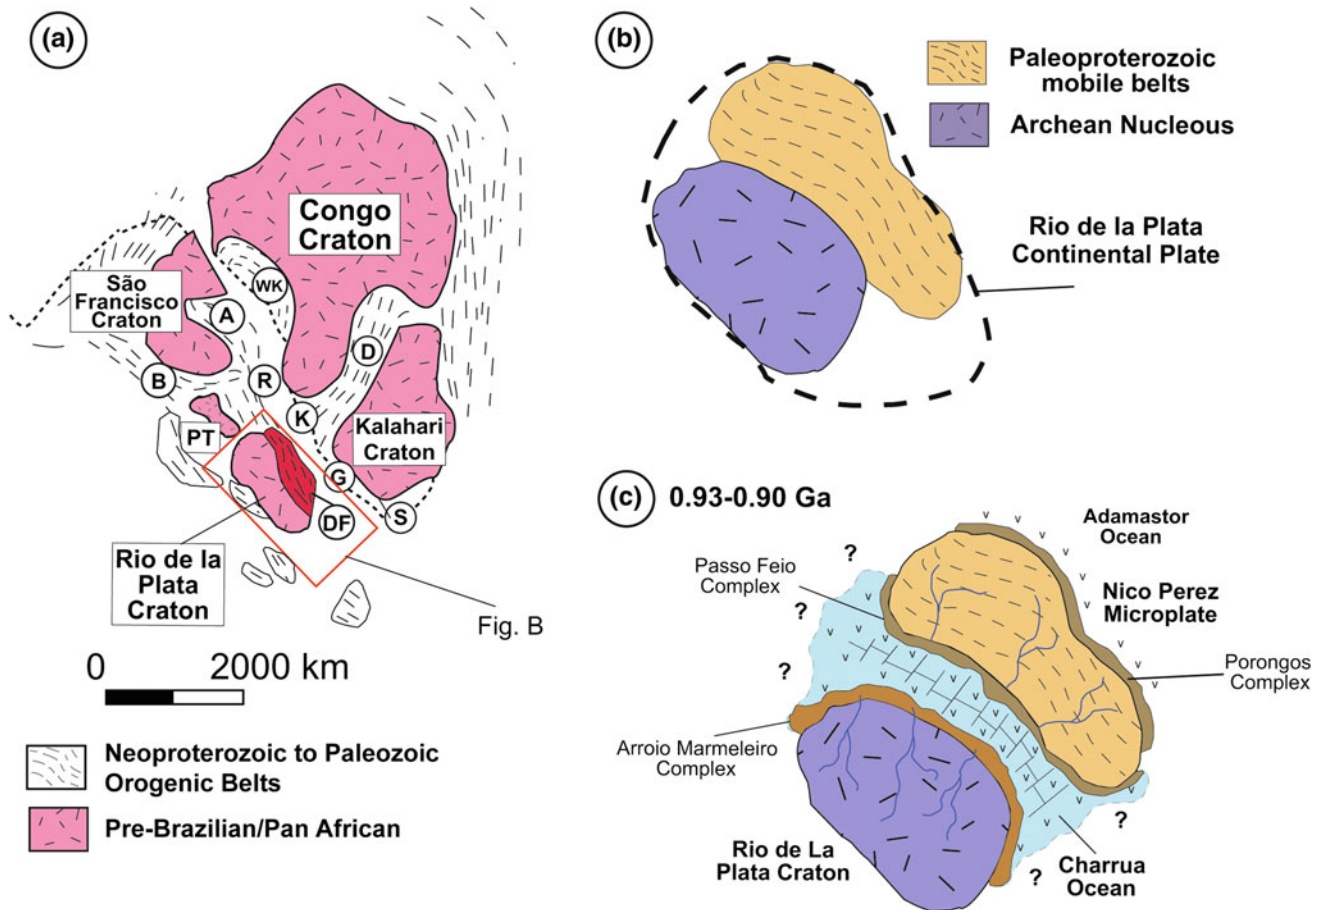 (a)
Congo
Craton
São
Francisco
Craton
WK
A
D
B
R
K
Kalahari
Craton
PT
G
S
DF
Rio de la
Plata
Craton
Fig. B
0 2000 km
Neoproterozoic to Paleozoic
Orogenic Belts
Pre-Brazilian/Pan African
(b)
Paleoproterozoic
mobile belts
Archean Nucleous
Rio de la Plata
Continental Plate
(c) 0.93-0.90 Ga
Adamastor
Ocean
Passo Feio
Complex
?
Nico Perez
Microplate
?
?
Porongos
Complex
Arroio Marmeleiro
Complex
?
Rio de La
Plata Craton
Charrua
Ocean
?